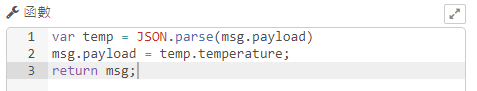 函數
1 var temp = JSON.parse(msg.payload)
2 msg.payload = temp.temperature;
3 return msg;